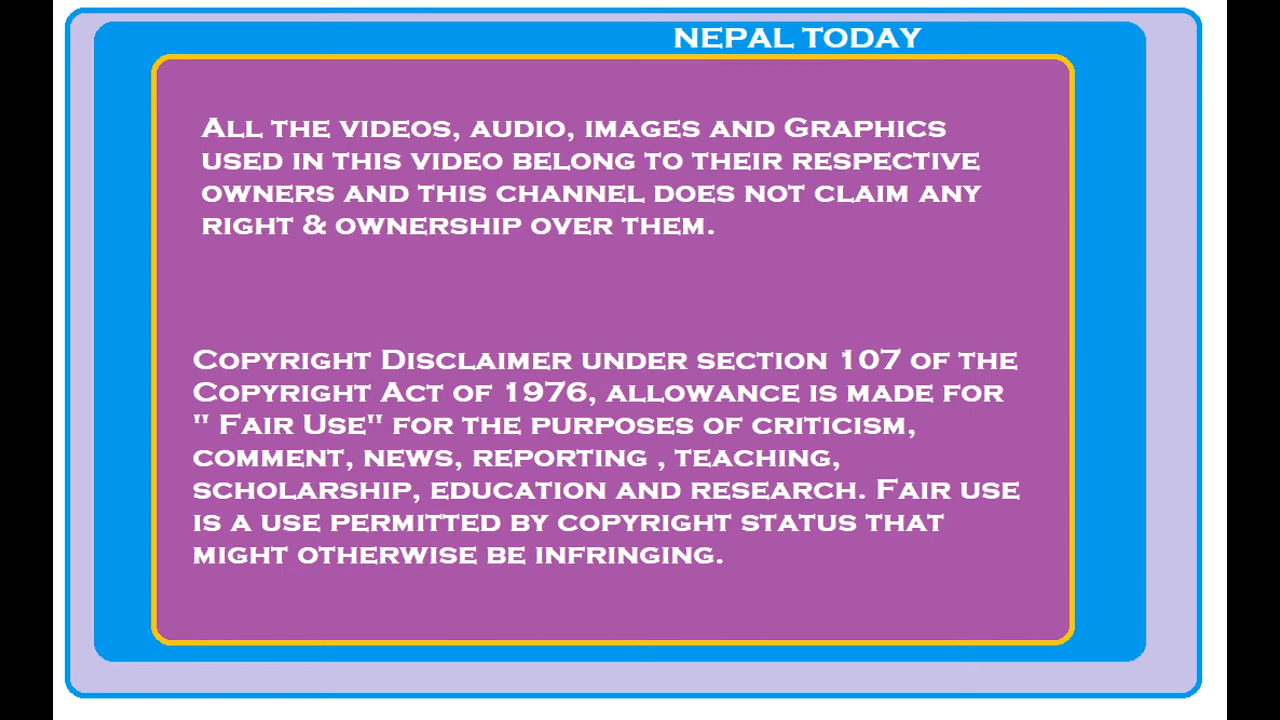 NEPAL TODAY
All the videos, audio, images and Graphics
used in this video belong to their respective
owners and this channel does not claim any
right & ownership over them.
Copyright Disclaimer under section 107 of the
Copyright Act of 1976, allowance is made for
" Fair Use" for the purposes of criticism,
comment, news, reporting , teaching,
scholarship, education and research. Fair use
is a use permitted by copyright status that
might otherwise be infringing.